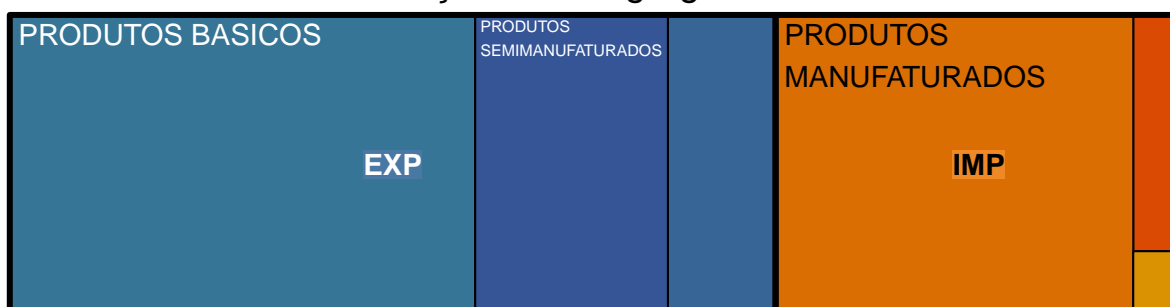 PRODUTOS BASICOS
PRODUTOS
SEMIMANUFATURADOS
EXP
PRODUTOS
MANUFATURADOS
IMP